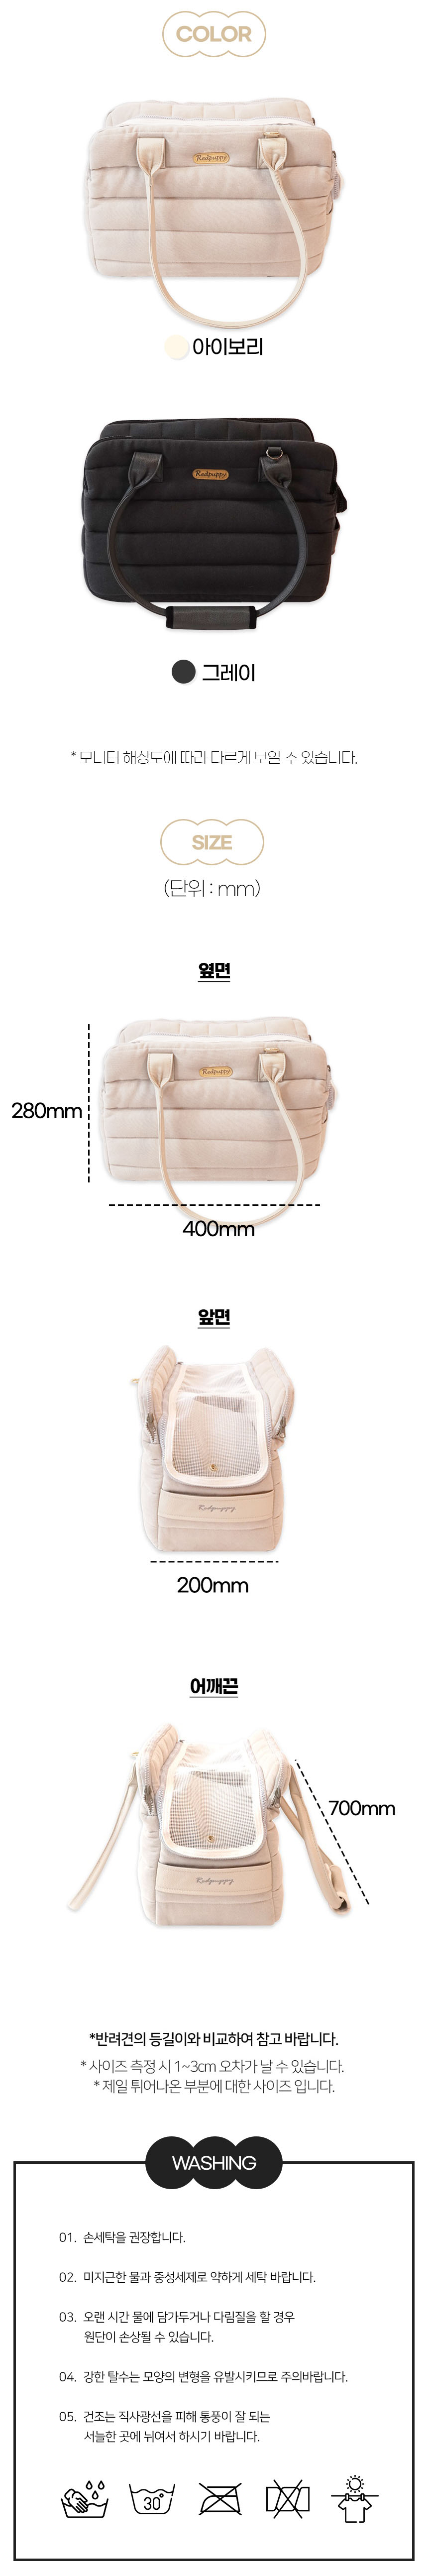 COLOR
Redpuppy
아이보리
Redpuppy
그레이
* 모니터 해상도에 따라 다르게 보일 수 있습니다.
SIZE
(단위 : mm)
옆면
Redpuppy
280mm
400mm
앞면
Redpuppy
200mm
어깨끈
700mm
Redpuppy
*반려견의 등길이와 비교하여 참고 바랍니다.
* 사이즈 측정 시 1~3cm 오차가 날 수 있습니다.
* 제일 튀어나온 부분에 대한 사이즈 입니다.
WASHING
01. 손세탁을 권장합니다.
02. 미지근한 물과 중성세제로 약하게 세탁 바랍니다.
03. 오랜 시간 물에 담가두거나 다림질을 할 경우
원단이 손상될 수 있습니다.
04. 강한 탈수는 모양의 변형을 유발시키므로 주의바랍니다.
05. 건조는 직사광선을 피해 통풍이 잘 되는
서늘한 곳에 뉘여서 하시기 바랍니다.
30°